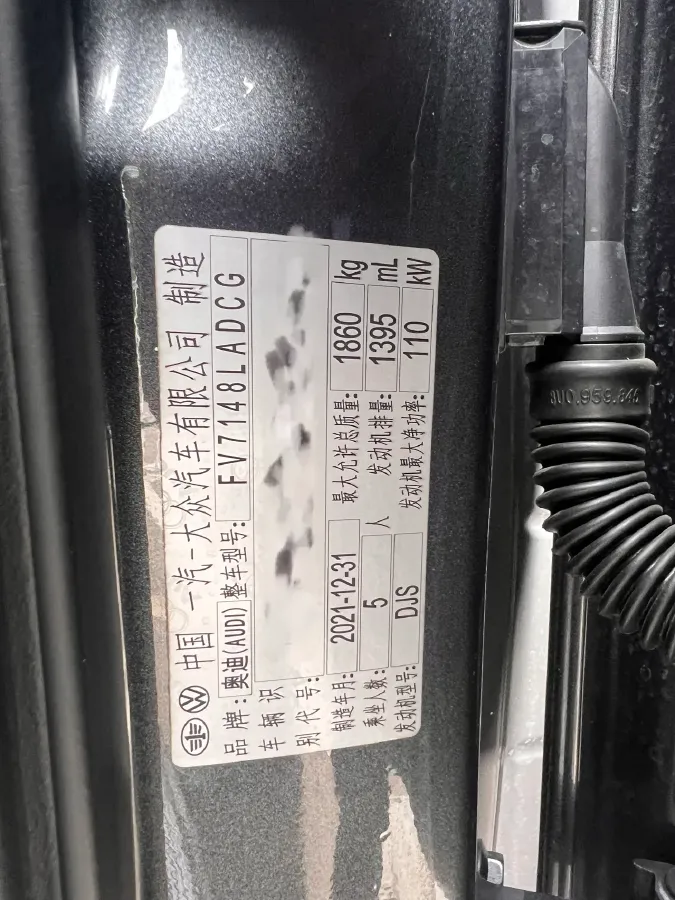 中国 一汽-大众汽车有限公司 制造
品牌: 奥迪(AUDI) 整车型号: FV7148LADCG
车辆识
别代号:
制造年月: 2021-12-31 最大允许总质量: 1860 kg
乘坐人数: 5 人 发动机排量: 1395 mL
发动机型号: DJS 发动机最大净功率: 110 kW
8U0.959.645